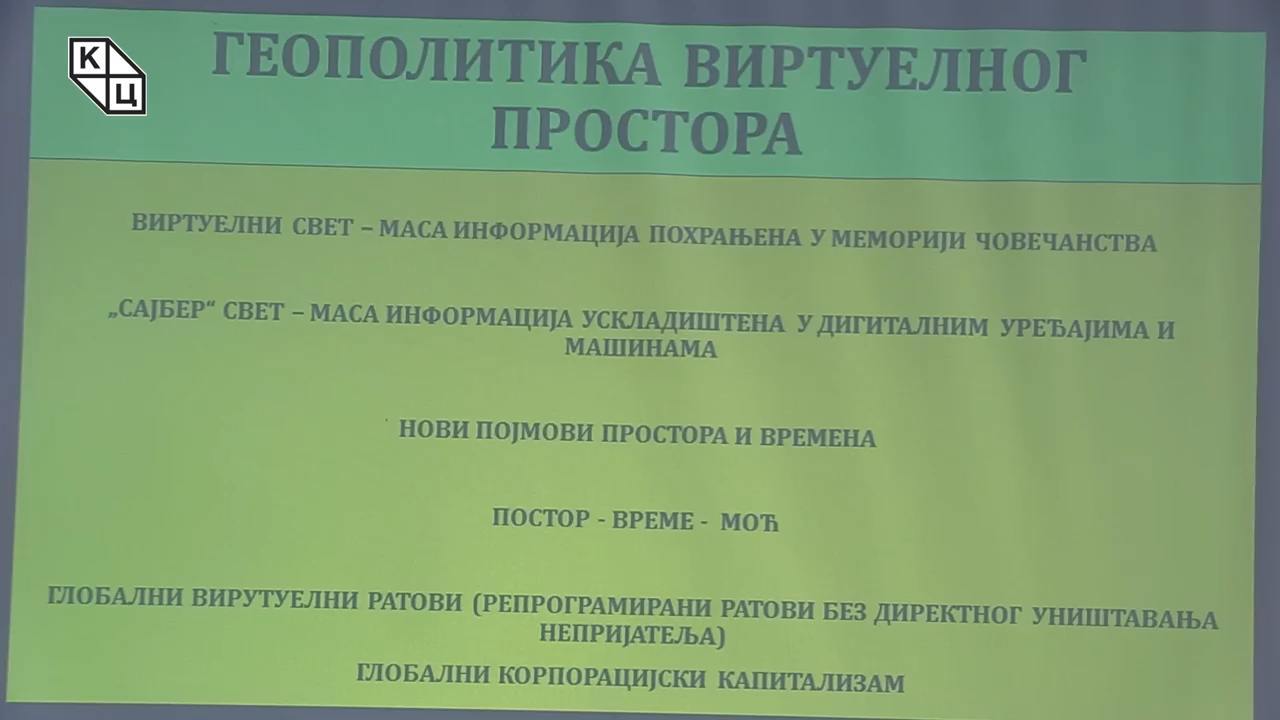 К
Ц
ГЕОПОЛИТИКА ВИРТУЕЛНОГ
ПРОСТОРА
ВИРТУЕЛНИ СВЕТ – МАСА ИНФОРМАЦИЈА ПОХРАЊЕНА У МЕМОРИЈИ ЧОВЕЧАНСТВА
„САЈБЕР“ СВЕТ – МАСА ИНФОРМАЦИЈА УСКЛАДИШТЕНА У ДИГИТАЛНИМ УРЕЂАЈИМА И
МАШИНАМА
НОВИ ПОЈМОВИ ПРОСТОРА И ВРЕМЕНА
ПОСТОР - ВРЕМЕ - МОЋ
ГЛОБАЛНИ ВИРУТУЕЛНИ РАТОВИ (РЕПРОГРАМИРАНИ РАТОВИ БЕЗ ДИРЕКТНОГ УНИШТАВАЊА
НЕПРИЈАТЕЉА)
ГЛОБАЛНИ КОРПОРАЦИЈСКИ КАПИТАЛИЗАМ